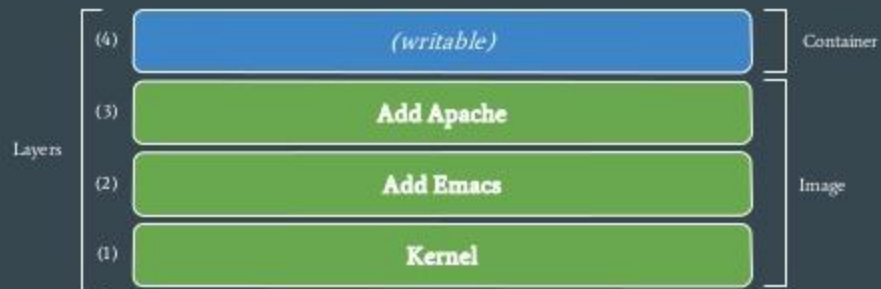 (4) (writable) Container
(3) Add Apache
Layers
(2) Add Emacs Image
(1) Kernel